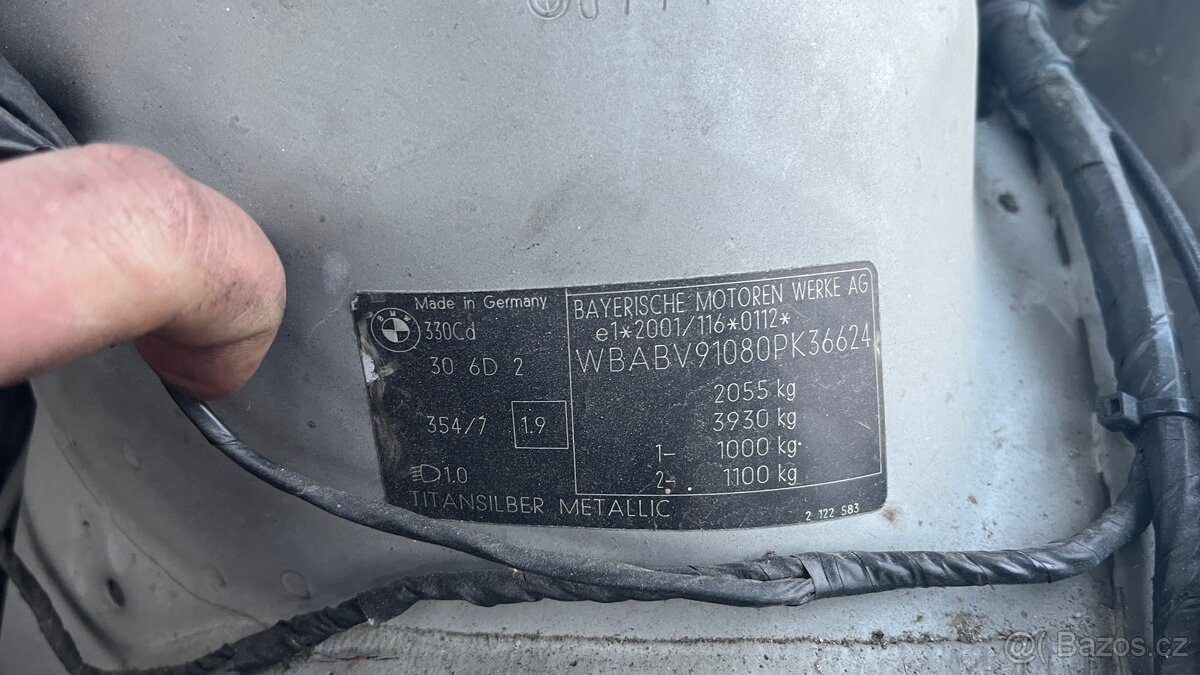 Made in Germany
BMW
330Cd
30 6D 2
354/7
1.9
1.0
TITANSILBER METALLIC
BAYERISCHE MOTOREN WERKE AG
e1*2001/116*0112*
WBABV91080PK36624
2055 kg
3930 kg
1- 1000 kg
2- 1100 kg
2 122 583
Bazos.cz